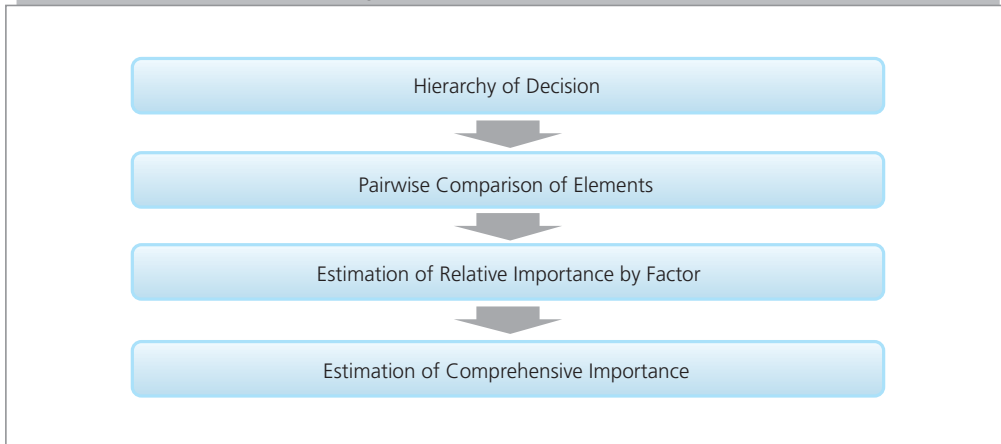 Hierarchy of Decision
Pairwise Comparison of Elements
Estimation of Relative Importance by Factor
Estimation of Comprehensive Importance